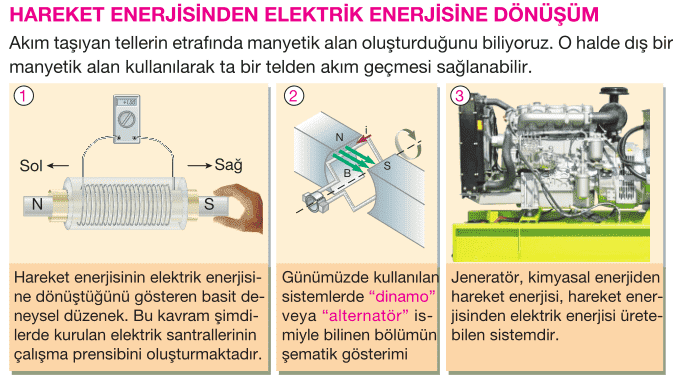 HAREKET ENERJİSİNDEN ELEKTRİK ENERJİSİNE DÖNÜŞÜM
Akım taşıyan tellerin etrafında manyetik alan oluşturduğunu biliyoruz. O halde dış bir
manyetik alan kullanılarak ta bir telden akım geçmesi sağlanabilir.
1
Sol
Sağ
N
S
Hareket enerjisinin elektrik enerjisi-
ne dönüştüğünü gösteren basit de-
neysel düzenek. Bu kavram şimdi-
lerde kurulan elektrik santrallerinin
çalışma prensibini oluşturmaktadır.
2
N
i
B
S
Günümüzde kullanılan
sistemlerde “dinamo”
veya “alternatör” is-
miyle bilinen bölümün
şematik gösterimi
3
Jeneratör, kimyasal enerjiden
hareket enerjisi, hareket ener-
jisinden elektrik enerjisi ürete-
bilen sistemdir.